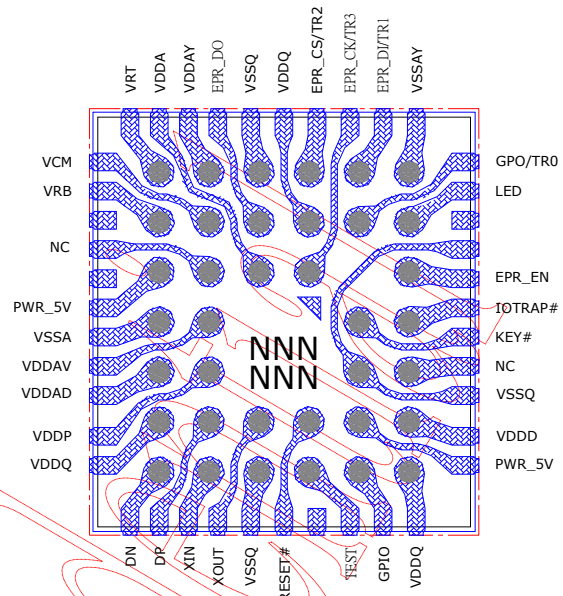 VRT
VDDA
VDDAY
EPR_DO
VSSQ
VDDQ
EPR_CS/TR2
EPR_CK/TR3
EPR_DI/TR1
VSSAY
VCM
VRB
NC
PWR_5V
VSSA
VDDAV
VDDAD
VDDP
VDDQ
GPO/TR0
LED
EPR_EN
IOTRAP#
KEY#
NC
VSSQ
VDDD
PWR_5V
NNN
NNN
DN
DP
XIN
XOUT
VSSQ
RESET#
TEST
GPIO
VDDQ